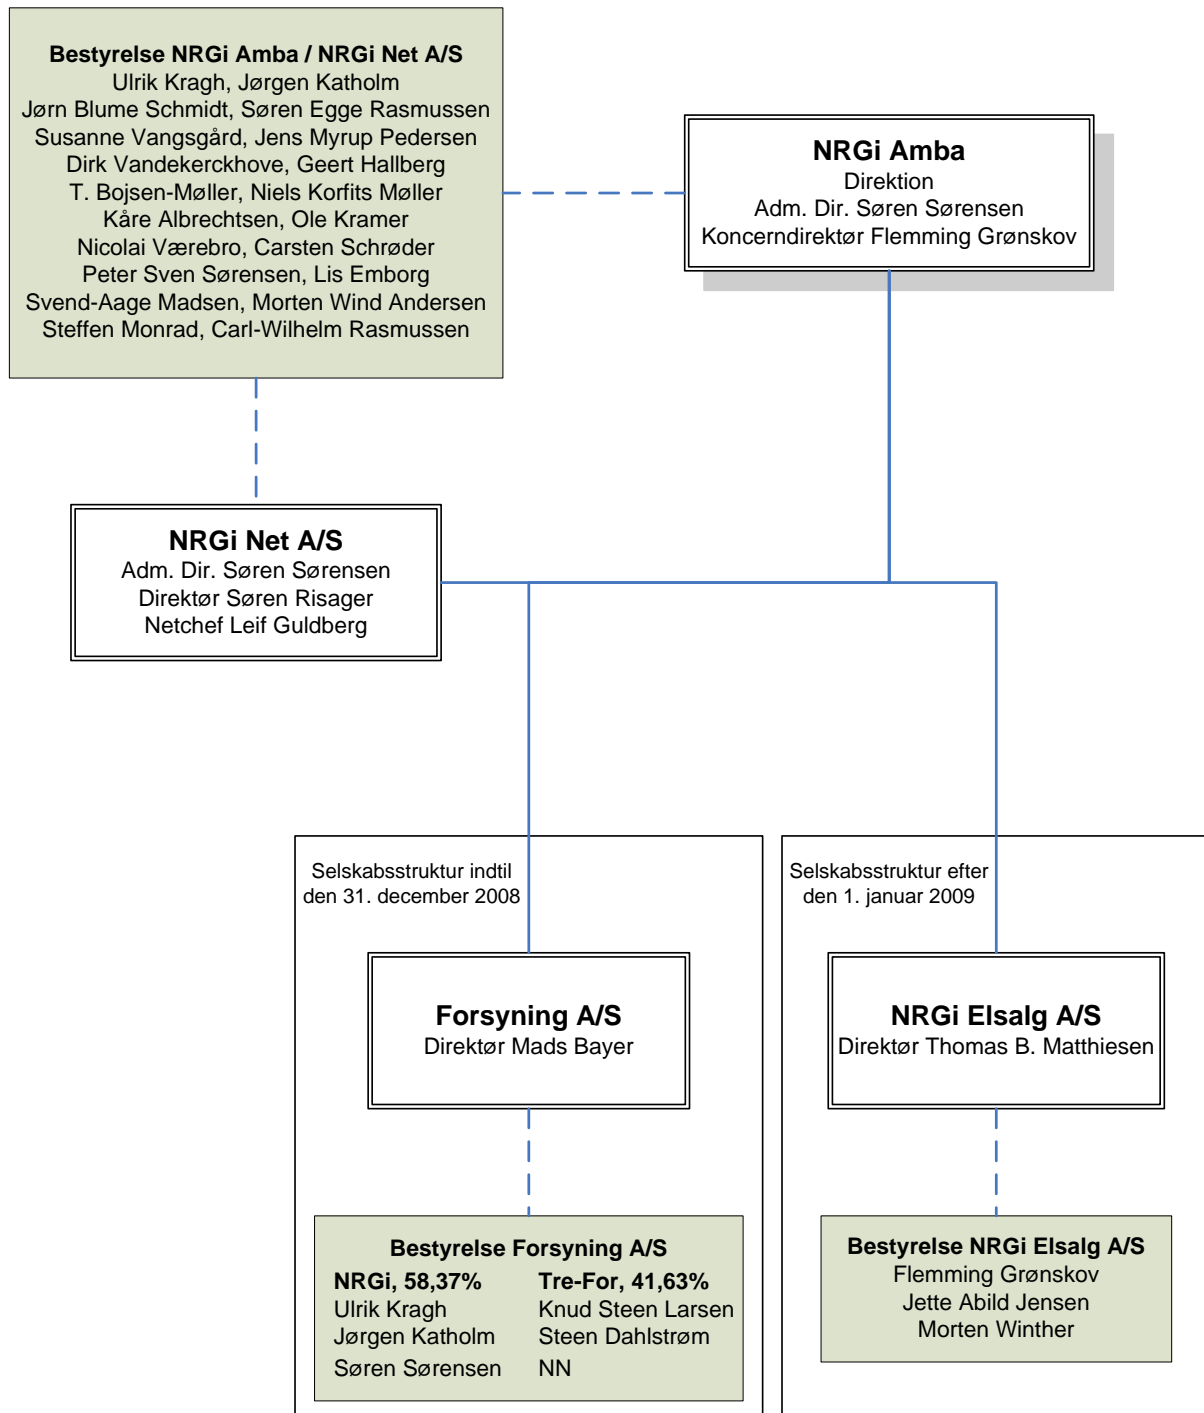 Bestyrelse NRGi Amba / NRGi Net A/S
Ulrik Kragh, Jørgen Katholm
Jørn Blume Schmidt, Søren Egge Rasmussen
Susanne Vangsgård, Jens Myrup Pedersen
Dirk Vandekerckhove, Geert Hallberg
T. Bojsen-Møller, Niels Korfits Møller
Kåre Albrechtsen, Ole Kramer
Nicolai Værebro, Carsten Schrøder
Peter Sven Sørensen, Lis Emborg
Svend-Aage Madsen, Morten Wind Andersen
Steffen Monrad, Carl-Wilhelm Rasmussen
NRGi Amba
Direktion
Adm. Dir. Søren Sørensen
Koncerndirektør Flemming Grønskov
NRGi Net A/S
Adm. Dir. Søren Sørensen
Direktør Søren Risager
Netchef Leif Guldberg
Selskabsstruktur indtil
den 31. december 2008
Forsyning A/S
Direktør Mads Bayer
Bestyrelse Forsyning A/S
NRGi, 58,37% Tre-For, 41,63%
Ulrik Kragh Knud Steen Larsen
Jørgen Katholm Steen Dahlstrøm
Søren Sørensen NN
Selskabsstruktur efter
den 1. januar 2009
NRGi Elsalg A/S
Direktør Thomas B. Matthiesen
Bestyrelse NRGi Elsalg A/S
Flemming Grønskov
Jette Abild Jensen
Morten Winther